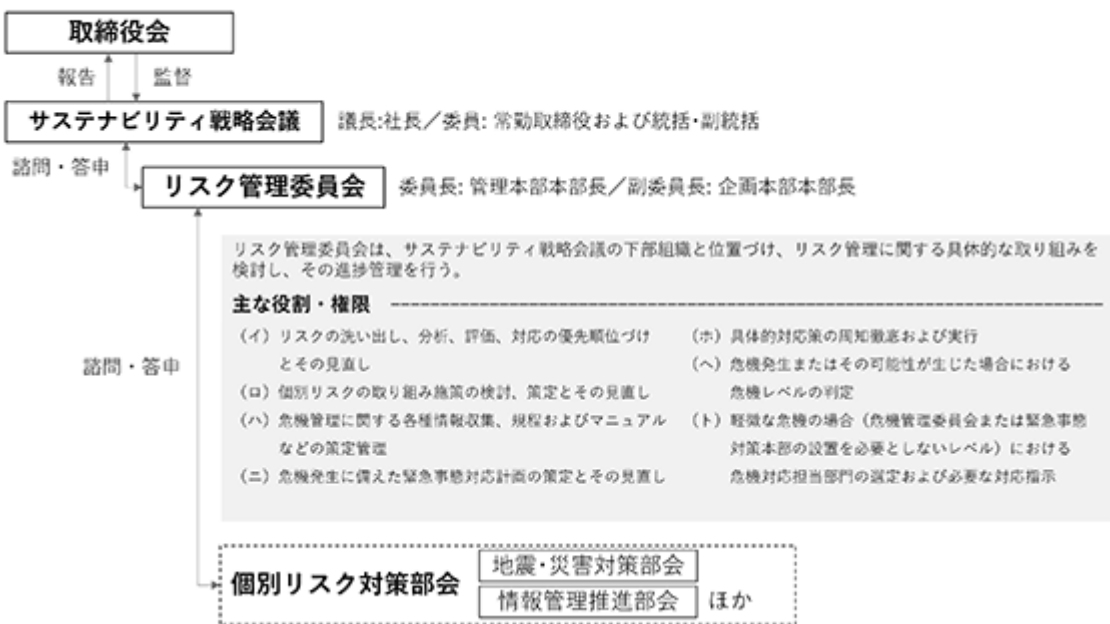 取締役会
報告
監督
サステナビリティ戦略会議
議長:社長／委員: 常勤取締役および統括・副統括
諮問・答申
リスク管理委員会
委員長: 管理本部本部長／副委員長: 企画本部本部長
リスク管理委員会は、サステナビリティ戦略会議の下部組織と位置づけ、リスク管理に関する具体的な取り組みを
検討し、その進捗管理を行う。
主な役割・権限
（イ）リスクの洗い出し、分析、評価、対応の優先順位づけ
とその見直し
（ロ）個別リスクの取り組み施策の検討、策定とその見直し
（ハ）危機管理に関する各種情報収集、規程およびマニュアル
などの策定管理
（ニ）危機発生に備えた緊急事態対応計画の策定とその見直し
（ホ）具体的対応策の周知徹底および実行
（ヘ）危機発生またはその可能性が生じた場合における
危機レベルの判定
（ト）軽微な危機の場合（危機管理委員会または緊急事態
対策本部の設置を必要としないレベル）における
危機対応担当部門の選定および必要な対応指示
諮問・答申
個別リスク対策部会
地震・災害対策部会
情報管理推進部会
ほか